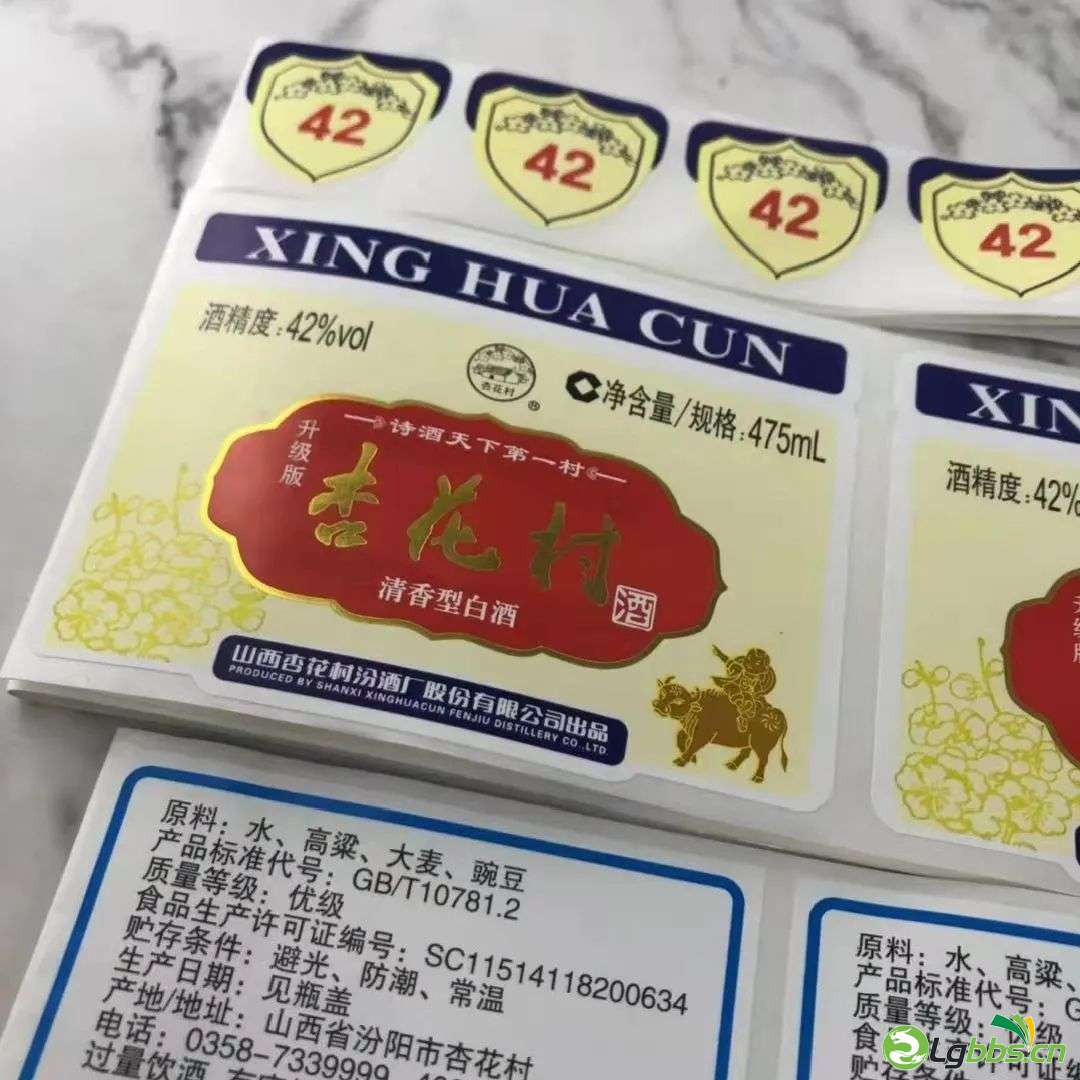 42
42
42
42
XING HUA CUN
酒精度:42%vol
杏花村
®
净含量/规格:475mL
诗酒天下第一村
升级版
杏花村
酒
清香型白酒
山西杏花村汾酒厂股份有限公司出品
PRODUCED BY SHANXI XINGHUACUN FENJIU DISTILLERY CO.,LTD
XIN
酒精度:42%
升级版
原料：水、高粱、大麦、豌豆
产品标准代号：GB/T10781.2
质量等级：优级
食品生产许可证编号：SC11514118200634
贮存条件：避光、防潮、常温
生产日期：见瓶盖
产地/地址：山西省汾阳市杏花村
电话：0358-7339999
过量饮酒
原料：水、高粱、
产品标准代号：G
质量等级：优级
食
Lgbbs.cn